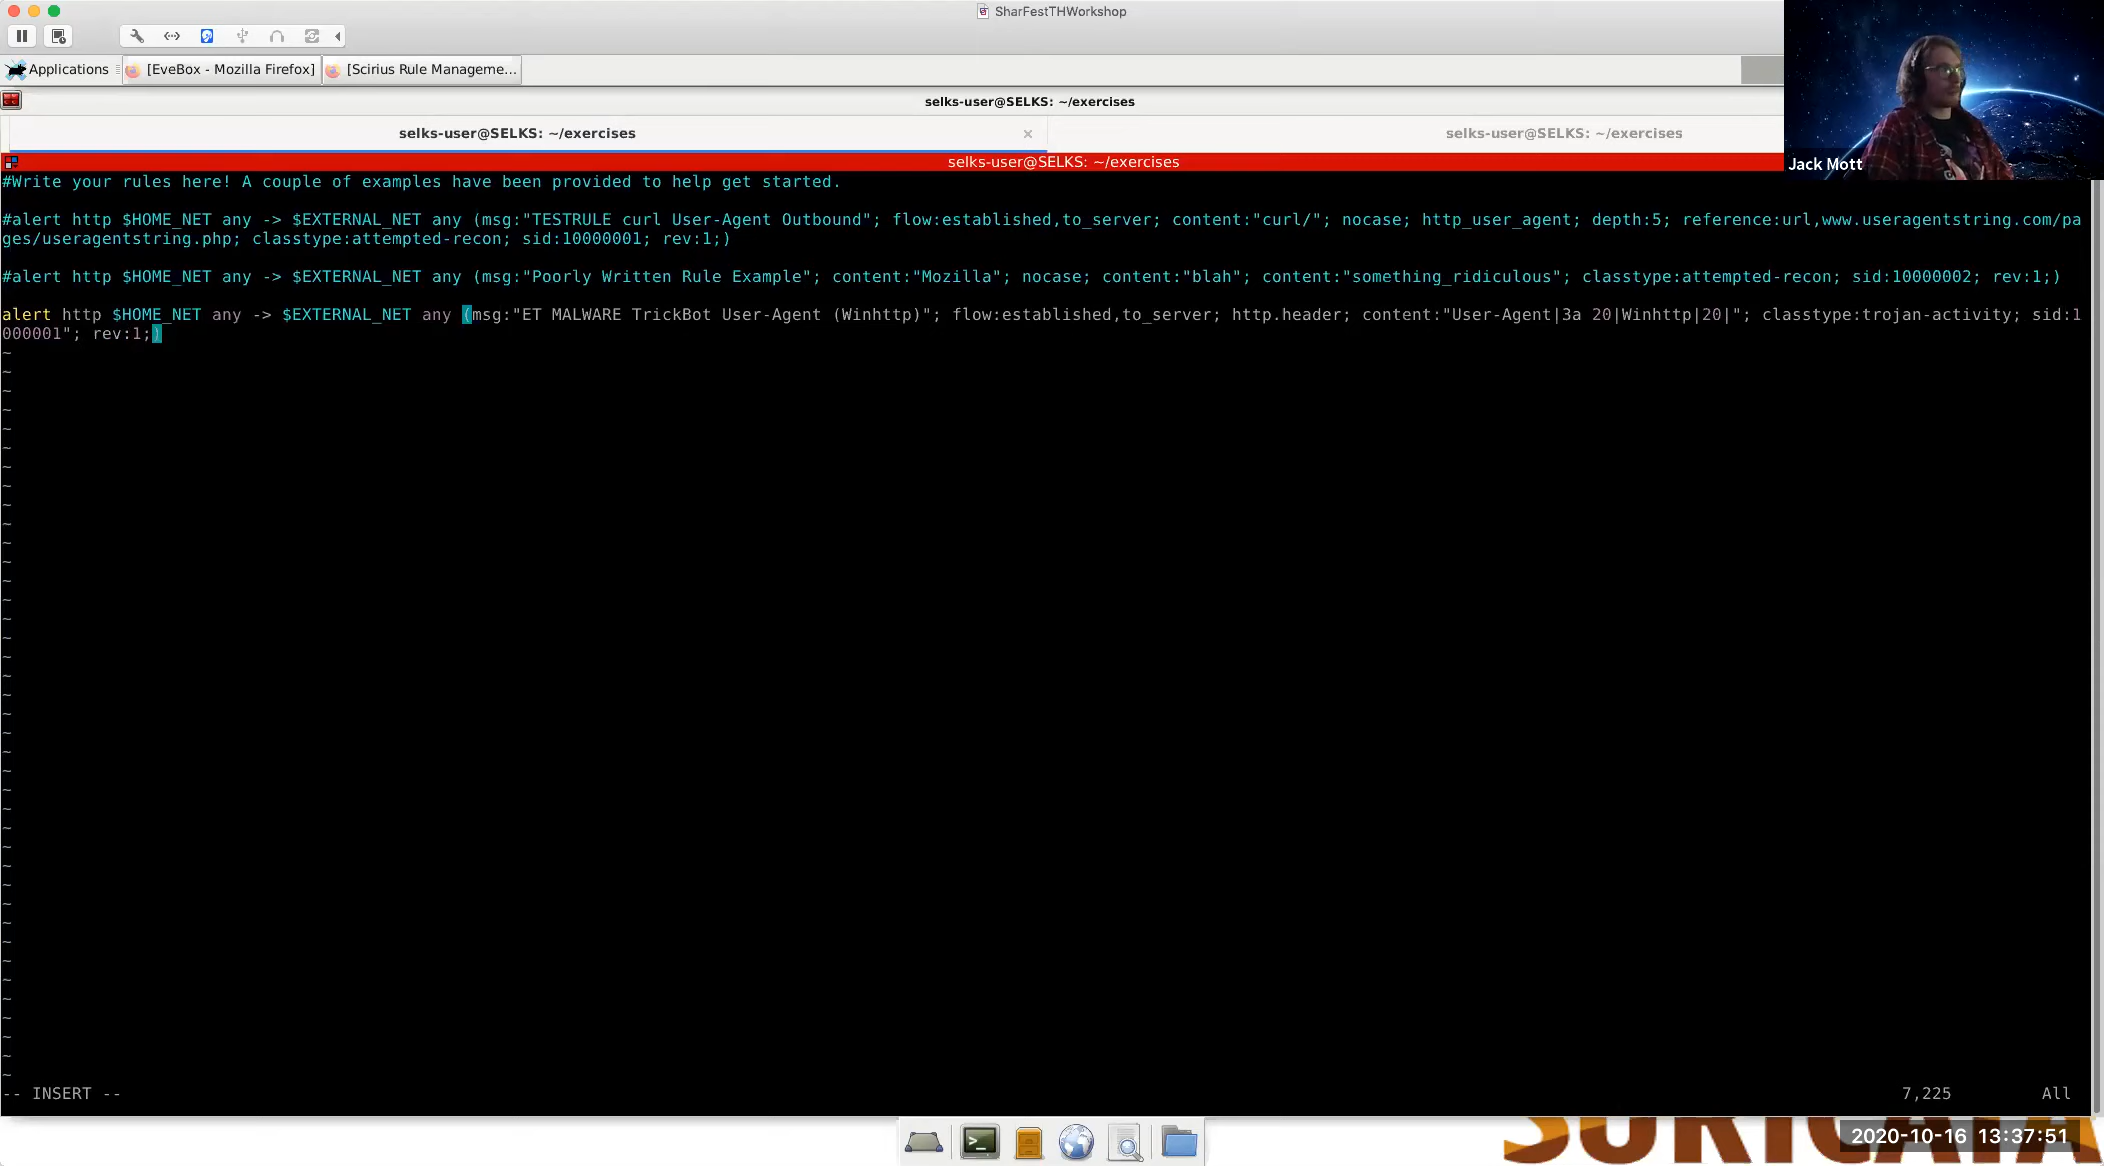 SharFestTHWorkshop
Applications
[EveBox - Mozilla Firefox]
[Scirius Rule Manageme...
selks-user@SELKS: ~/exercises
selks-user@SELKS: ~/exercises
selks-user@SELKS: ~/exercises
selks-user@SELKS: ~/exercises
Jack Mott
#Write your rules here! A couple of examples have been provided to help get started.
#alert http $HOME_NET any -> $EXTERNAL_NET any (msg:"TESTRULE curl User-Agent Outbound"; flow:established,to_server; content:"curl/"; nocase; http_user_agent; depth:5; reference:url,www.useragentstring.com/pa
ges/useragentstring.php; classtype:attempted-recon; sid:10000001; rev:1;)
#alert http $HOME_NET any -> $EXTERNAL_NET any (msg:"Poorly Written Rule Example"; content:"Mozilla"; nocase; content:"blah"; content:"something_ridiculous"; classtype:attempted-recon; sid:10000002; rev:1;)
alert http $HOME_NET any -> $EXTERNAL_NET any (msg:"ET MALWARE TrickBot User-Agent (Winhttp)"; flow:established,to_server; http.header; content:"User-Agent|3a 20|Winhttp|20|"; classtype:trojan-activity; sid:1
000001"; rev:1;)
-- INSERT --
7,225
All
SURICATA
2020-10-16 13:37:51